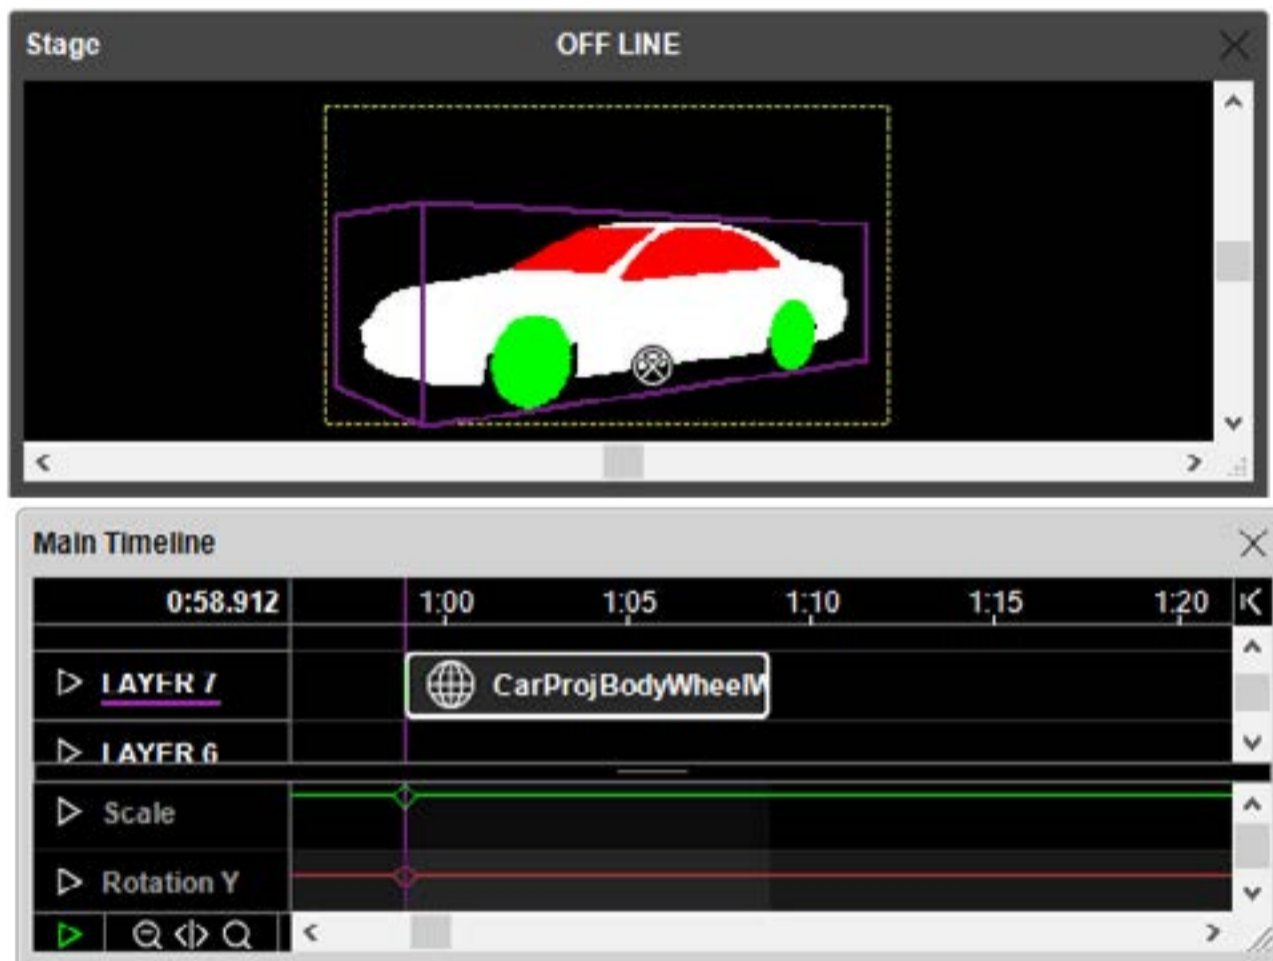 Stage OFF LINE
Main Timeline
0:58.912 1:00 1:05 1:10 1:15 1:20
LAYER 7 CarProjBodyWheelW
LAYER 6
Scale
Rotation Y